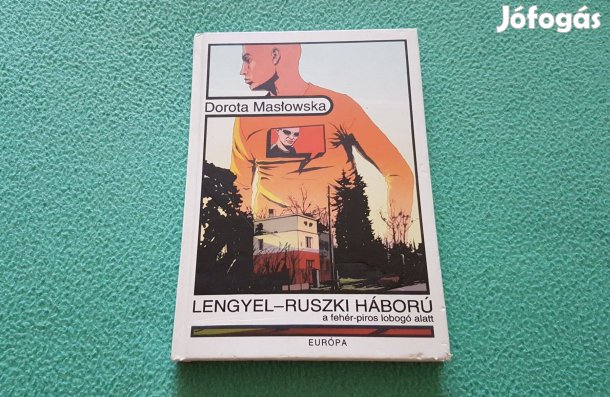 Jófogás
Dorota Masłowska
LENGYEL–RUSZKI HÁBORÚ
a fehér-piros lobogó alatt
EURÓPA